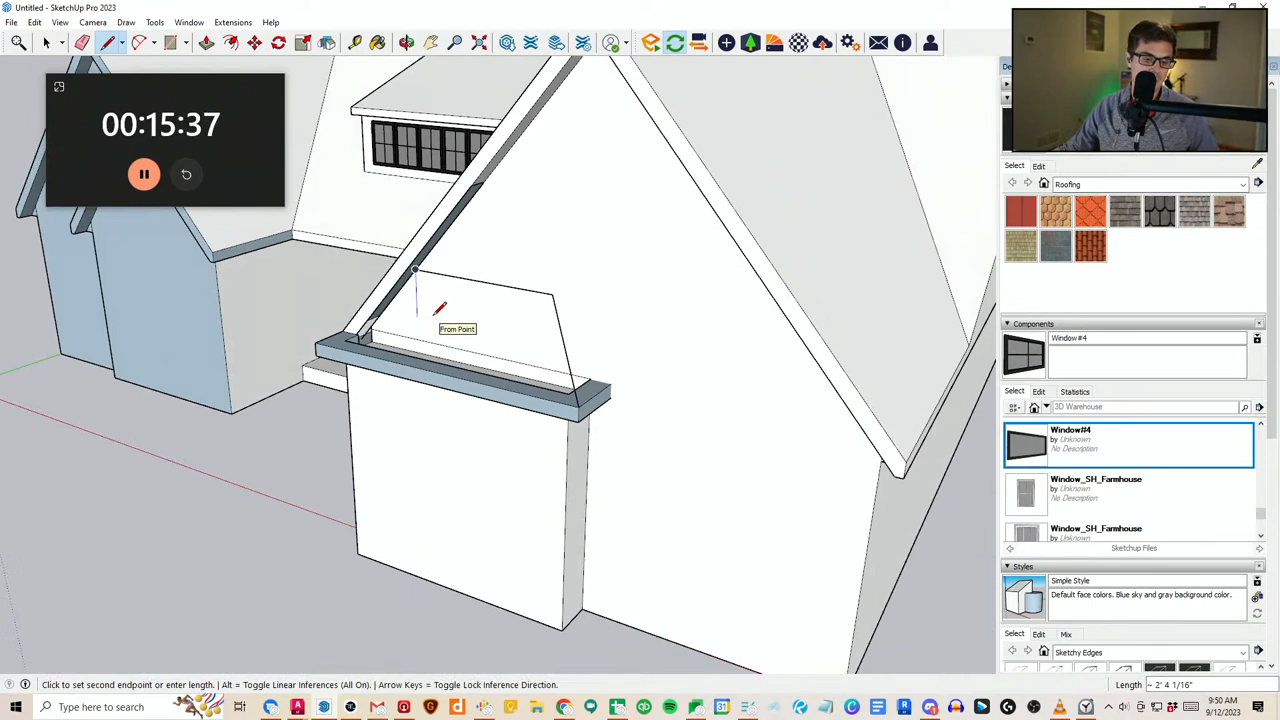 Untitled - SketchUp Pro 2023
File Edit View Camera Draw Tools Window Extensions Help
00:15:37
From Point
Select Edit
Roofing
Components
Window#4
Select Edit Statistics
3D Warehouse
Window#4
by Unknown
No Description
Window_SH_Farmhouse
by Unknown
No Description
Window_SH_Farmhouse
by Unknown
Sketchup Files
Styles
Simple Style
Default face colors. Blue sky and gray background color.
Select Edit Mix
Sketchy Edges
Click to set second endpoint or enter length. | Alt = Toggle Linear Inferences (All On). | Arrow Keys = Toggle Lock Inference Direction.
Length ~ 2' 4 1/16"
Type here to search
9:50 AM
9/12/2023